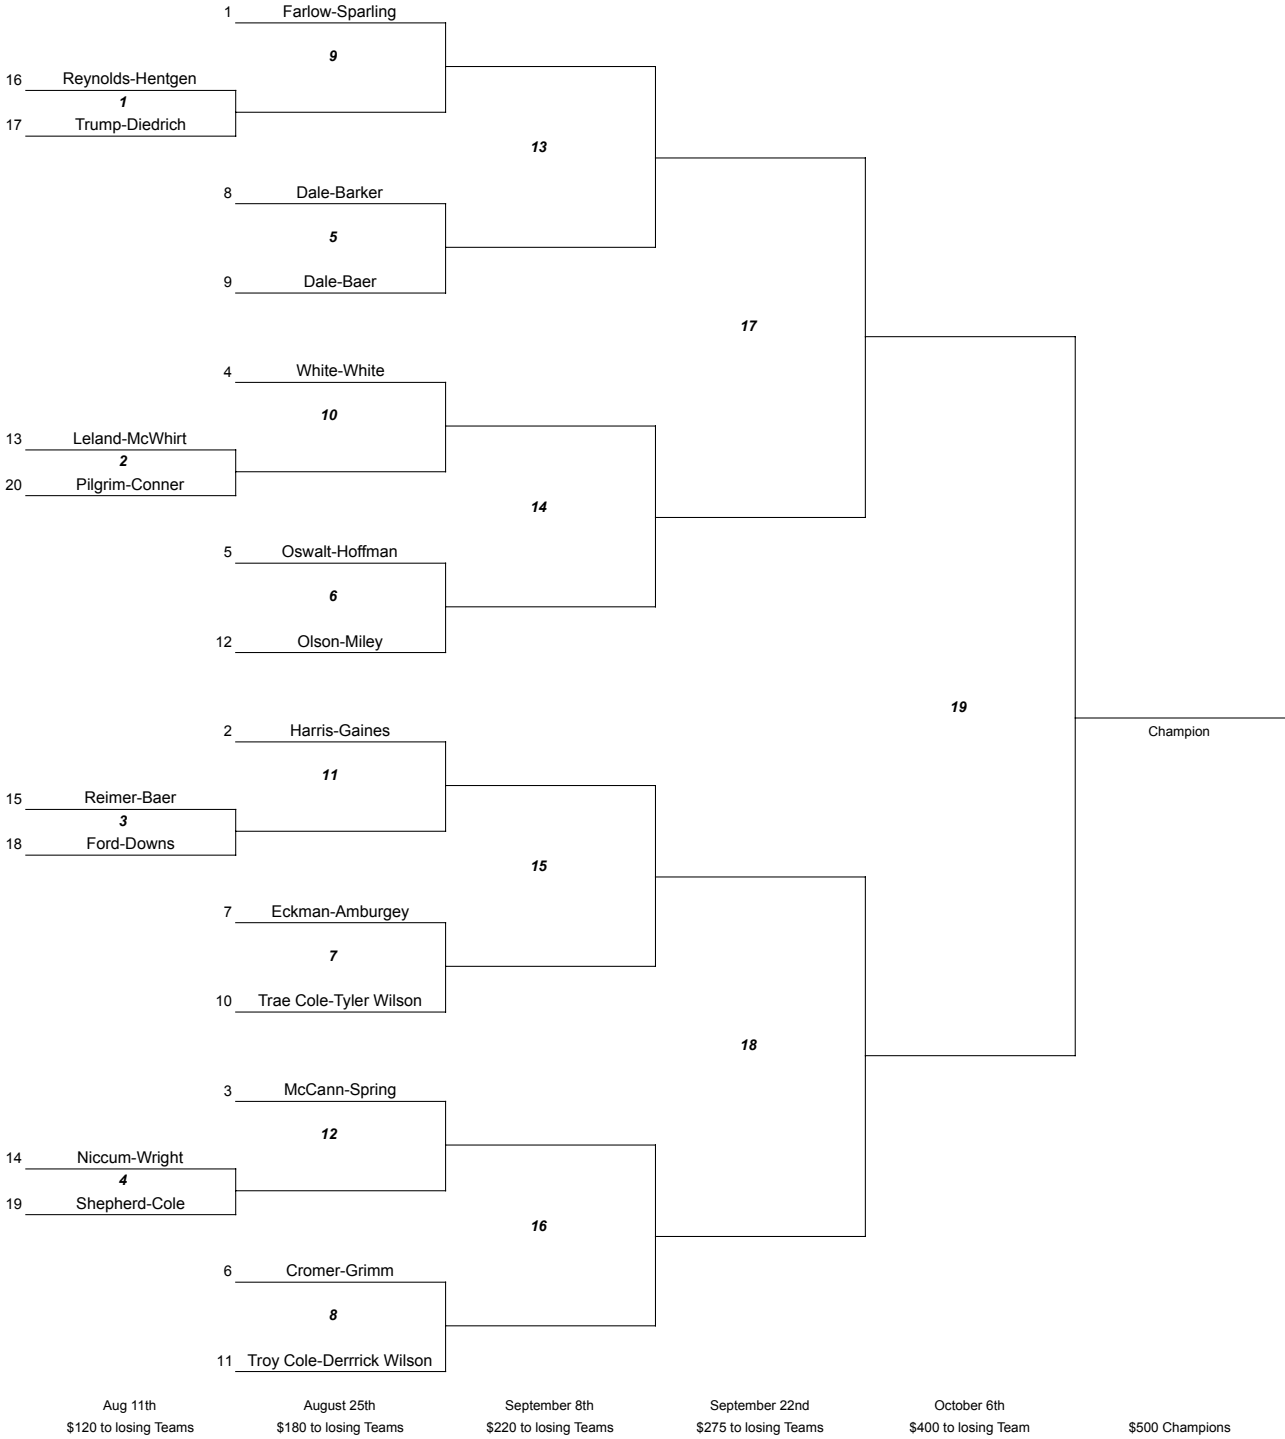 1 Farlow-Sparling
9
16 Reynolds-Hentgen
1
17 Trump-Diedrich
13
8 Dale-Barker
5
9 Dale-Baer
17
4 White-White
10
13 Leland-McWhirt
2
20 Pilgrim-Conner
14
5 Oswalt-Hoffman
6
12 Olson-Miley
19
2 Harris-Gaines
Champion
11
15 Reimer-Baer
3
18 Ford-Downs
15
7 Eckman-Amburgey
7
10 Trae Cole-Tyler Wilson
18
3 McCann-Spring
12
14 Niccum-Wright
4
19 Shepherd-Cole
16
6 Cromer-Grimm
8
11 Troy Cole-Derrrick Wilson
Aug 11th August 25th September 8th September 22nd October 6th
$120 to losing Teams $180 to losing Teams $220 to losing Teams $275 to losing Teams $400 to losing Team $500 Champions